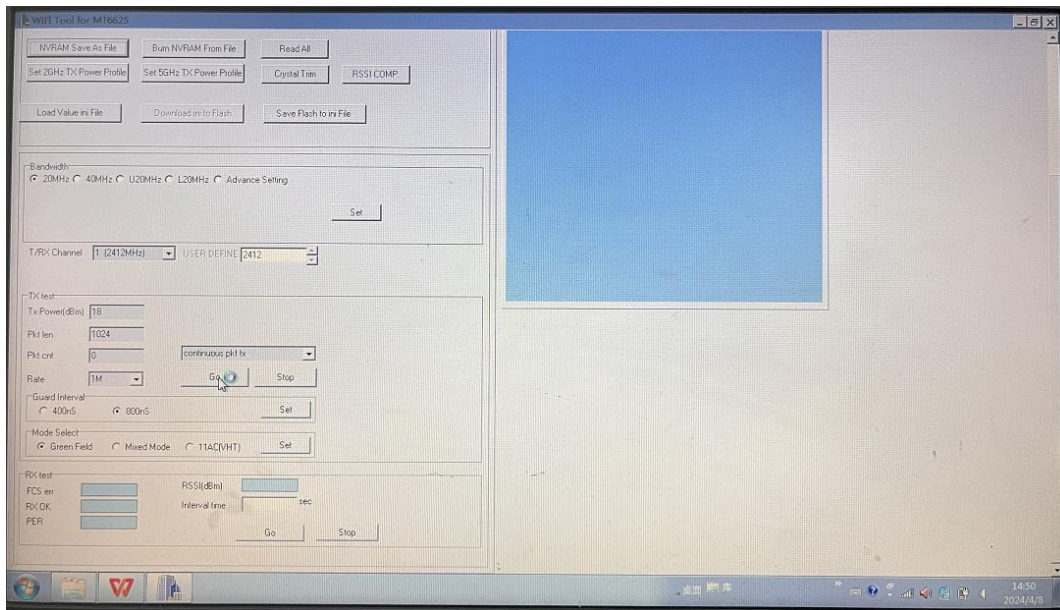 WIFI Tool for MT6625
NVRAM Save As File Burn NVRAM From File Read All
Set 2GHz TX Power Profile Set 5GHz TX Power Profile Crystal Trim RSSI COMP
Load Value ini File Download ini to Flash Save Flash to ini File
Bandwidth
20MHz 40MHz U20MHz L20MHz Advance Setting
Set
T/RX Channel 1 (2412MHz) USER DEFINE 2412
TX test
Tx Power(dBm) 18
Pkt len 1024
Pkt cnt 0 continuous pkt tx
Rate 1M Go Stop
Guard Interval
400nS 800nS Set
Mode Select
Green Field Mixed Mode 11AC(VHT) Set
RX test
FCS err RSSI(dBm)
RX OK Interval time sec
PER
Go Stop
桌面 库
14:50
2024/4/8